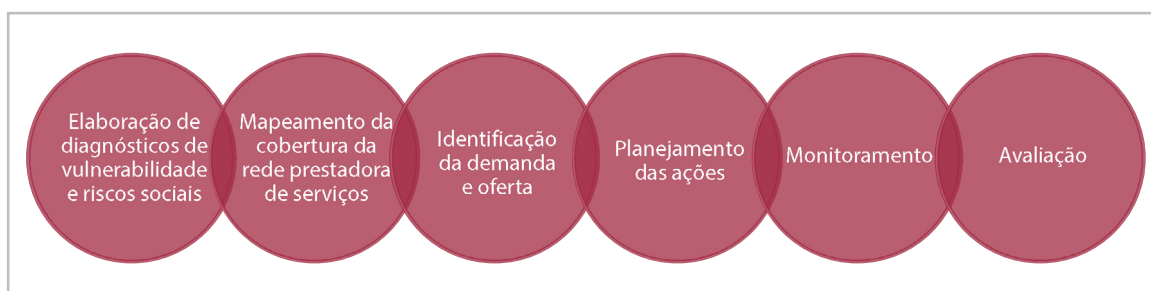 Elaboração de
diagnósticos de
vulnerabilidade
e riscos sociais
Mapeamento da
cobertura da
rede prestadora
de serviços
Identificação
da demanda
e oferta
Planejamento
das ações
Monitoramento
Avaliação